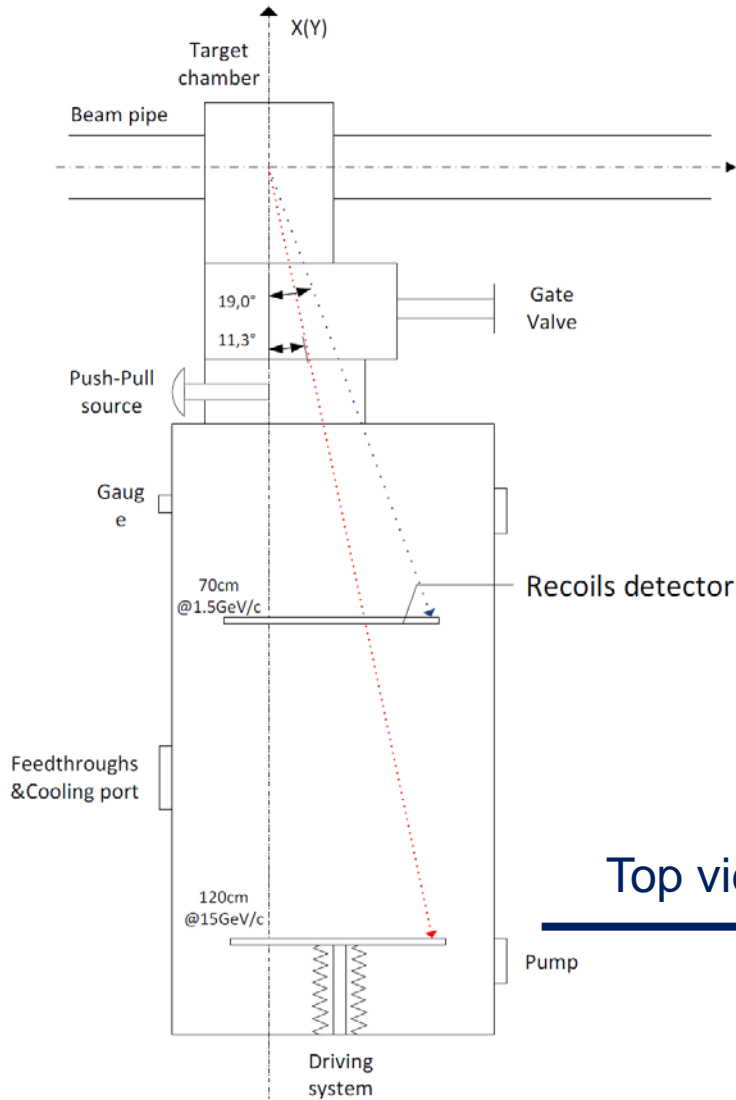 X(Y)
Target
chamber
Beam pipe
19,0°
11,3°
Gate
Valve
Push-Pull
source
Gaug
e
70cm
@1.5GeV/c
Recoils detector
Feedthroughs
&Cooling port
120cm
@15GeV/c
Top
Pump
Driving
system